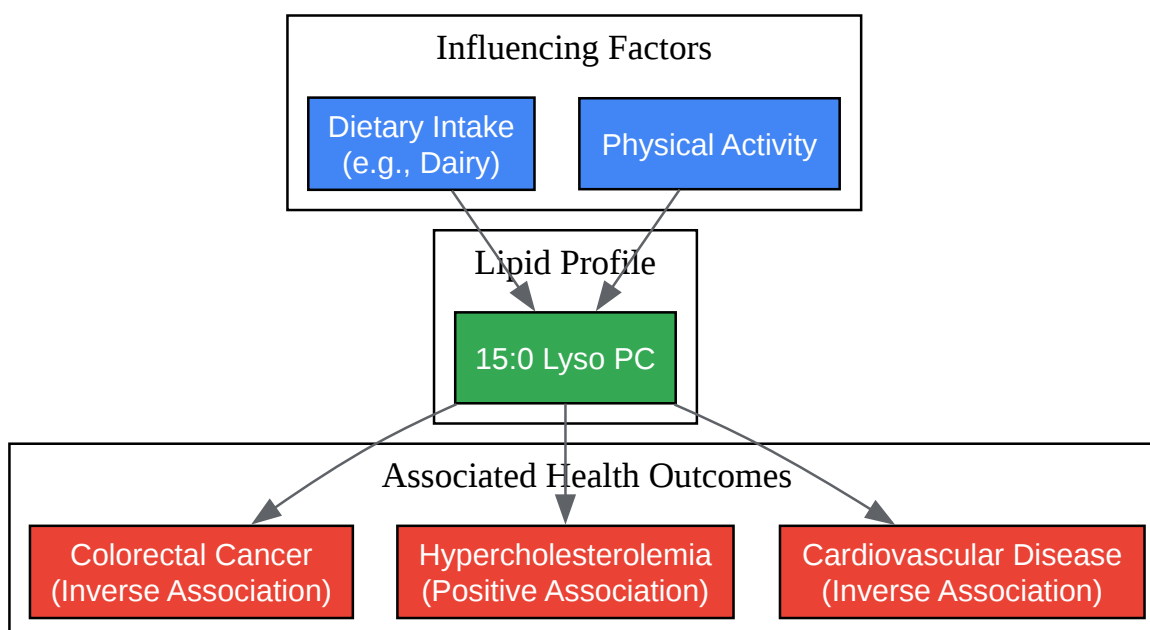 Influencing Factors
Dietary Intake
(e.g., Dairy)
Physical Activity
Lipid Profile
15:0 Lyso PC
Associated Health Outcomes
Colorectal Cancer
(Inverse Association)
Hypercholesterolemia
(Positive Association)
Cardiovascular Disease
(Inverse Association)